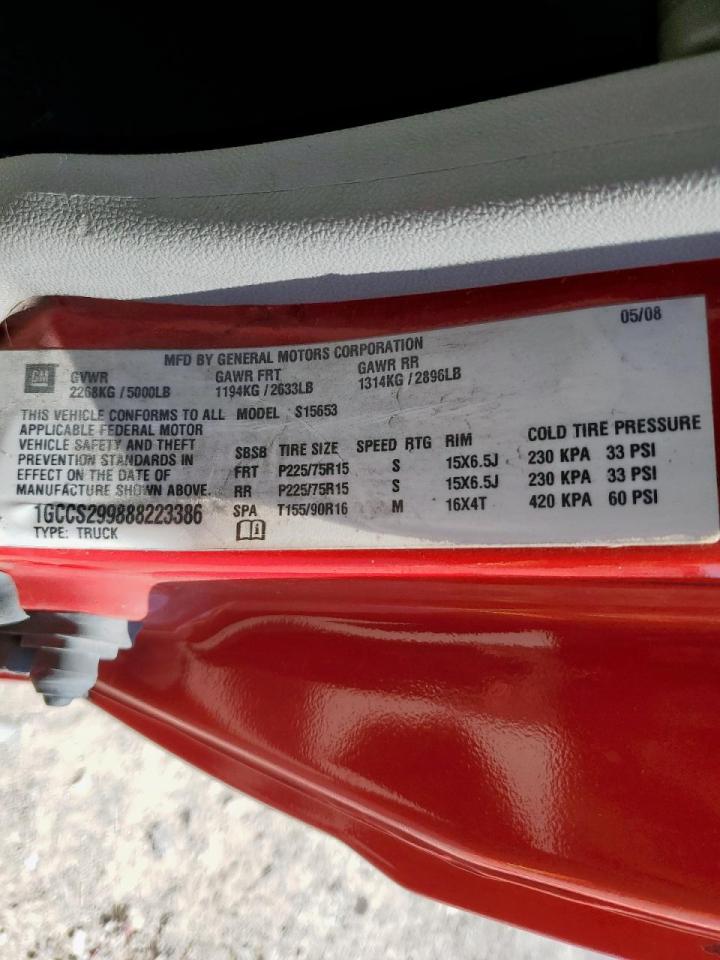 05/08
MFD BY GENERAL MOTORS CORPORATION
GM
GVWR GAWR FRT GAWR RR
2268KG / 5000LB 1194KG / 2633LB 1314KG / 2896LB
THIS VEHICLE CONFORMS TO ALL
APPLICABLE FEDERAL MOTOR
VEHICLE SAFETY AND THEFT
PREVENTION STANDARDS IN
EFFECT ON THE DATE OF
MANUFACTURE SHOWN ABOVE.
1GCCS299888223386
TYPE: TRUCK
MODEL S15653
SBSB TIRE SIZE SPEED RTG RIM COLD TIRE PRESSURE
FRT P225/75R15 S 15X6.5J 230 KPA 33 PSI
RR P225/75R15 S 15X6.5J 230 KPA 33 PSI
SPA T155/90R16 M 16X4T 420 KPA 60 PSI